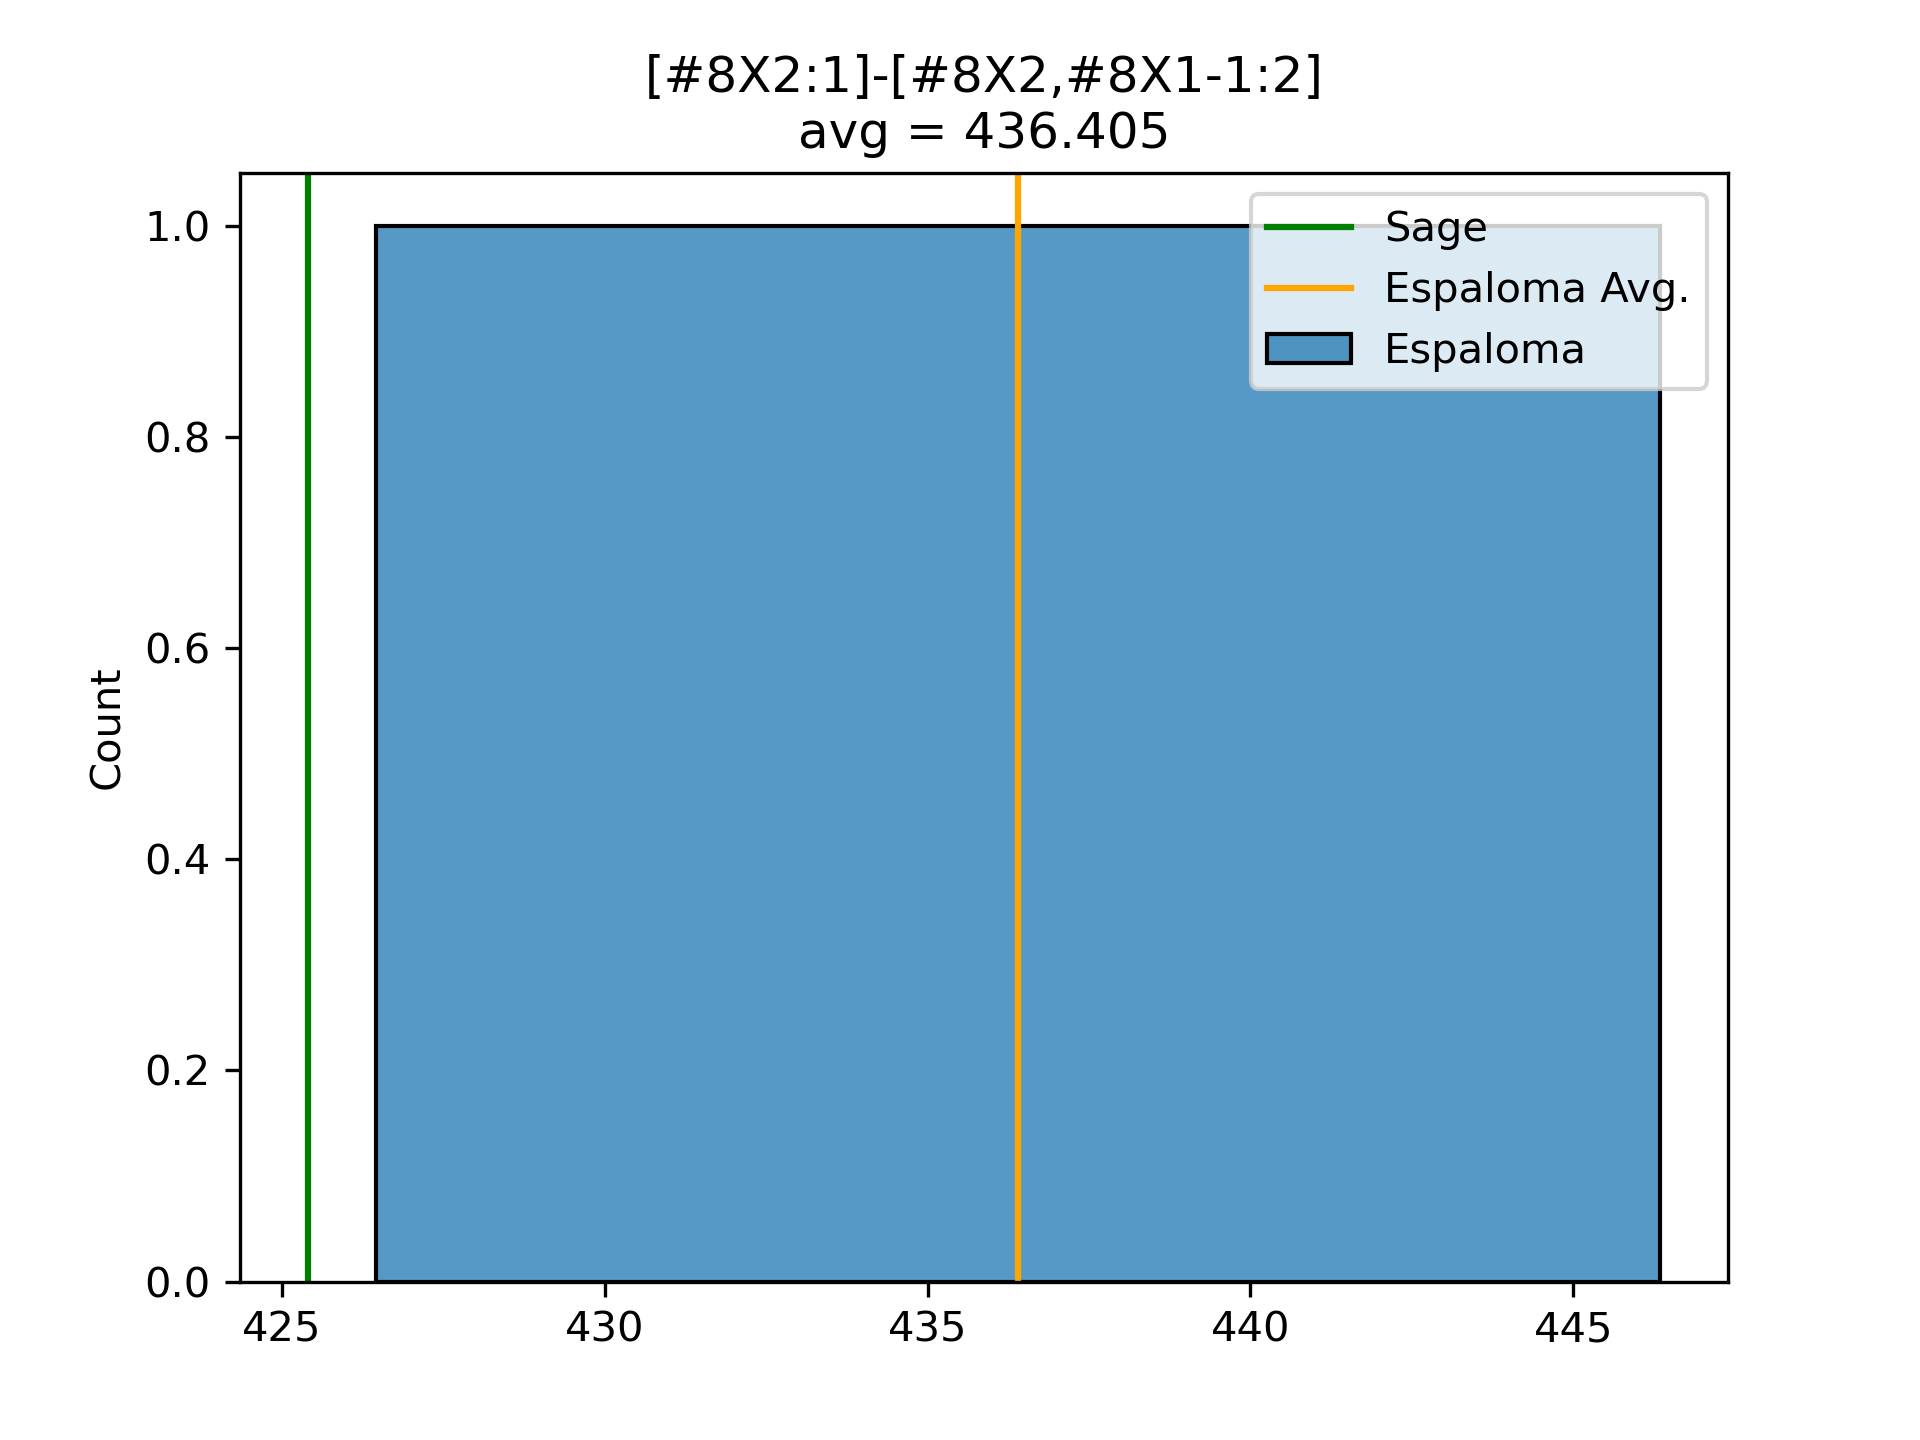 [#8X2:1]-[#8X2,#8X1-1:2]
avg = 436.405
Sage
Espaloma Avg.
Espaloma
Count
1.0
0.8
0.6
0.4
0.2
0.0
425 430 435 440 445